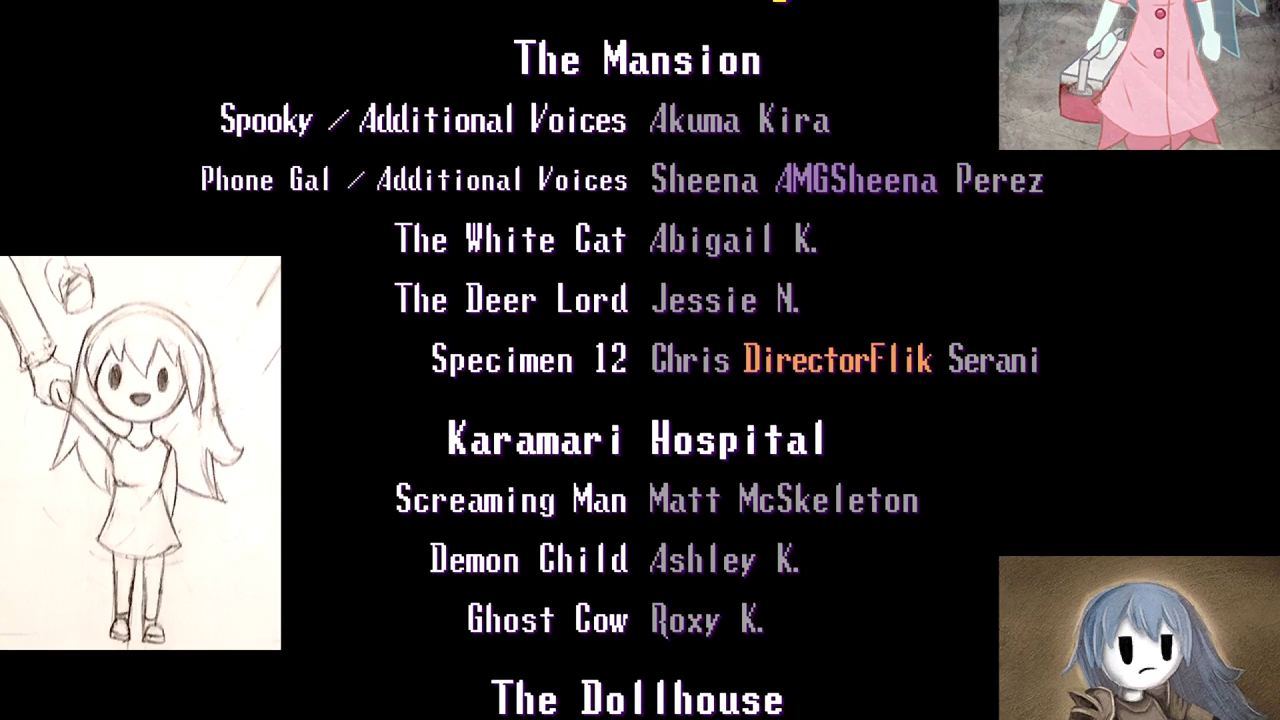 The Mansion
Spooky / Additional Voices Akuma Kira
Phone Gal / Additional Voices Sheena AMGSheena Perez
The White Cat Abigail K.
The Deer Lord Jessie N.
Specimen 12 Chris DirectorFlik Serani
Karamari Hospital
Screaming Man Matt McSkeleton
Demon Child Ashley K.
Ghost Cow Roxy K.
The Dollhouse